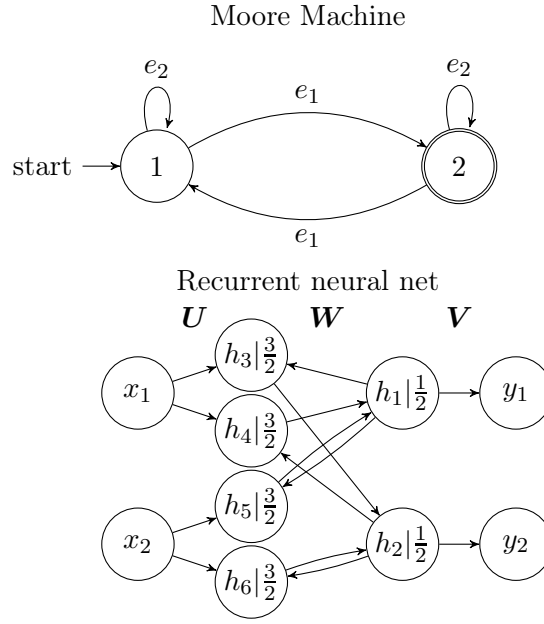 Moore Machine
e₂ e₁ e₂
start 1 2
e₁
Recurrent neural net
U W V
h₃|3/2
x₁ h₁|1/2 y₁
h₄|3/2
h₅|3/2
x₂ h₂|1/2 y₂
h₆|3/2